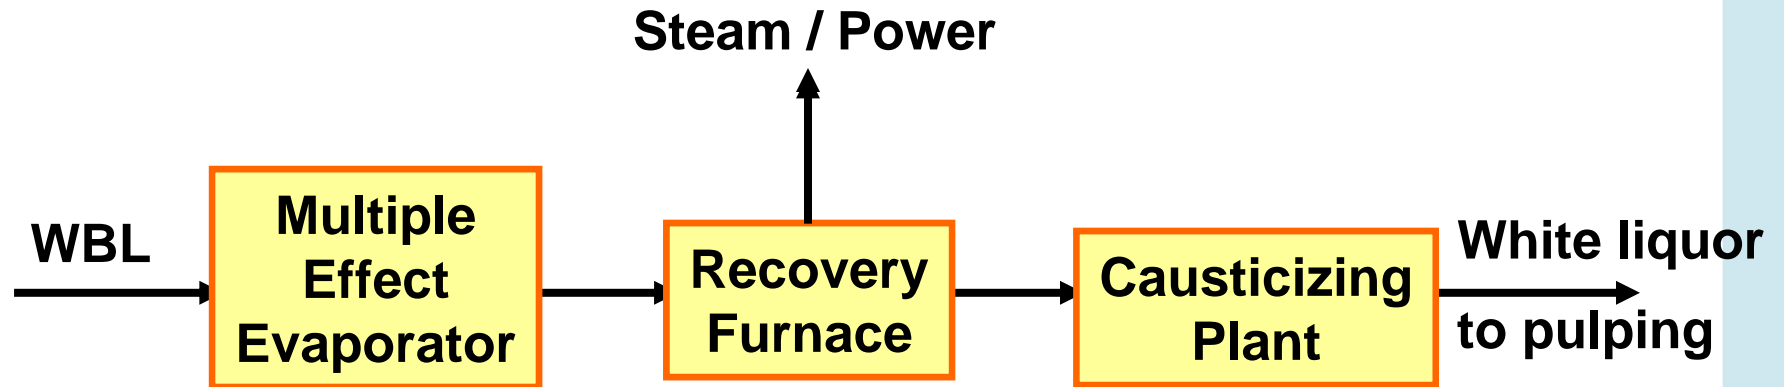 Steam / Power
WBL
Multiple
Effect
Evaporator
Recovery
Furnace
Causticizing
Plant
White liquor
to pulping